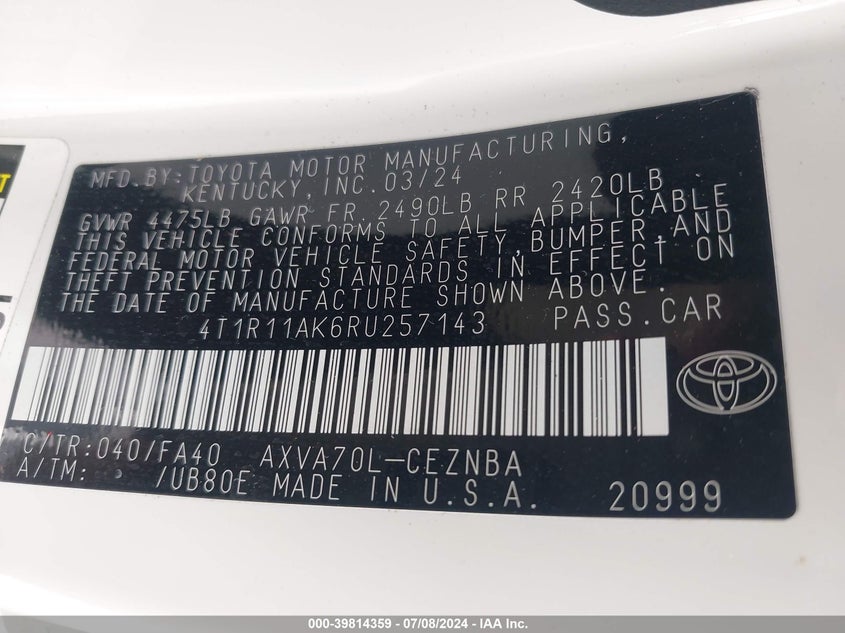 MFD.BY:TOYOTA MOTOR MANUFACTURING,
KENTUCKY, INC.03/24
GVWR 4475LB GAWR FR. 2490LB RR 2420LB
THIS VEHICLE CONFORMS TO ALL APPLICABLE
FEDERAL MOTOR VEHICLE SAFETY, BUMPER,AND
THEFT PREVENTION STANDARDS IN EFFECT ON
THE DATE OF MANUFACTURE SHOWN ABOVE.
4T1R11AK6RU257143 PASS.CAR
C/TR:040/FA40 AXVA70L-CEZNBA
A/TM: /UB80E MADE IN U.S.A. 20999
000-39814359 - 07/08/2024 - IAA Inc.